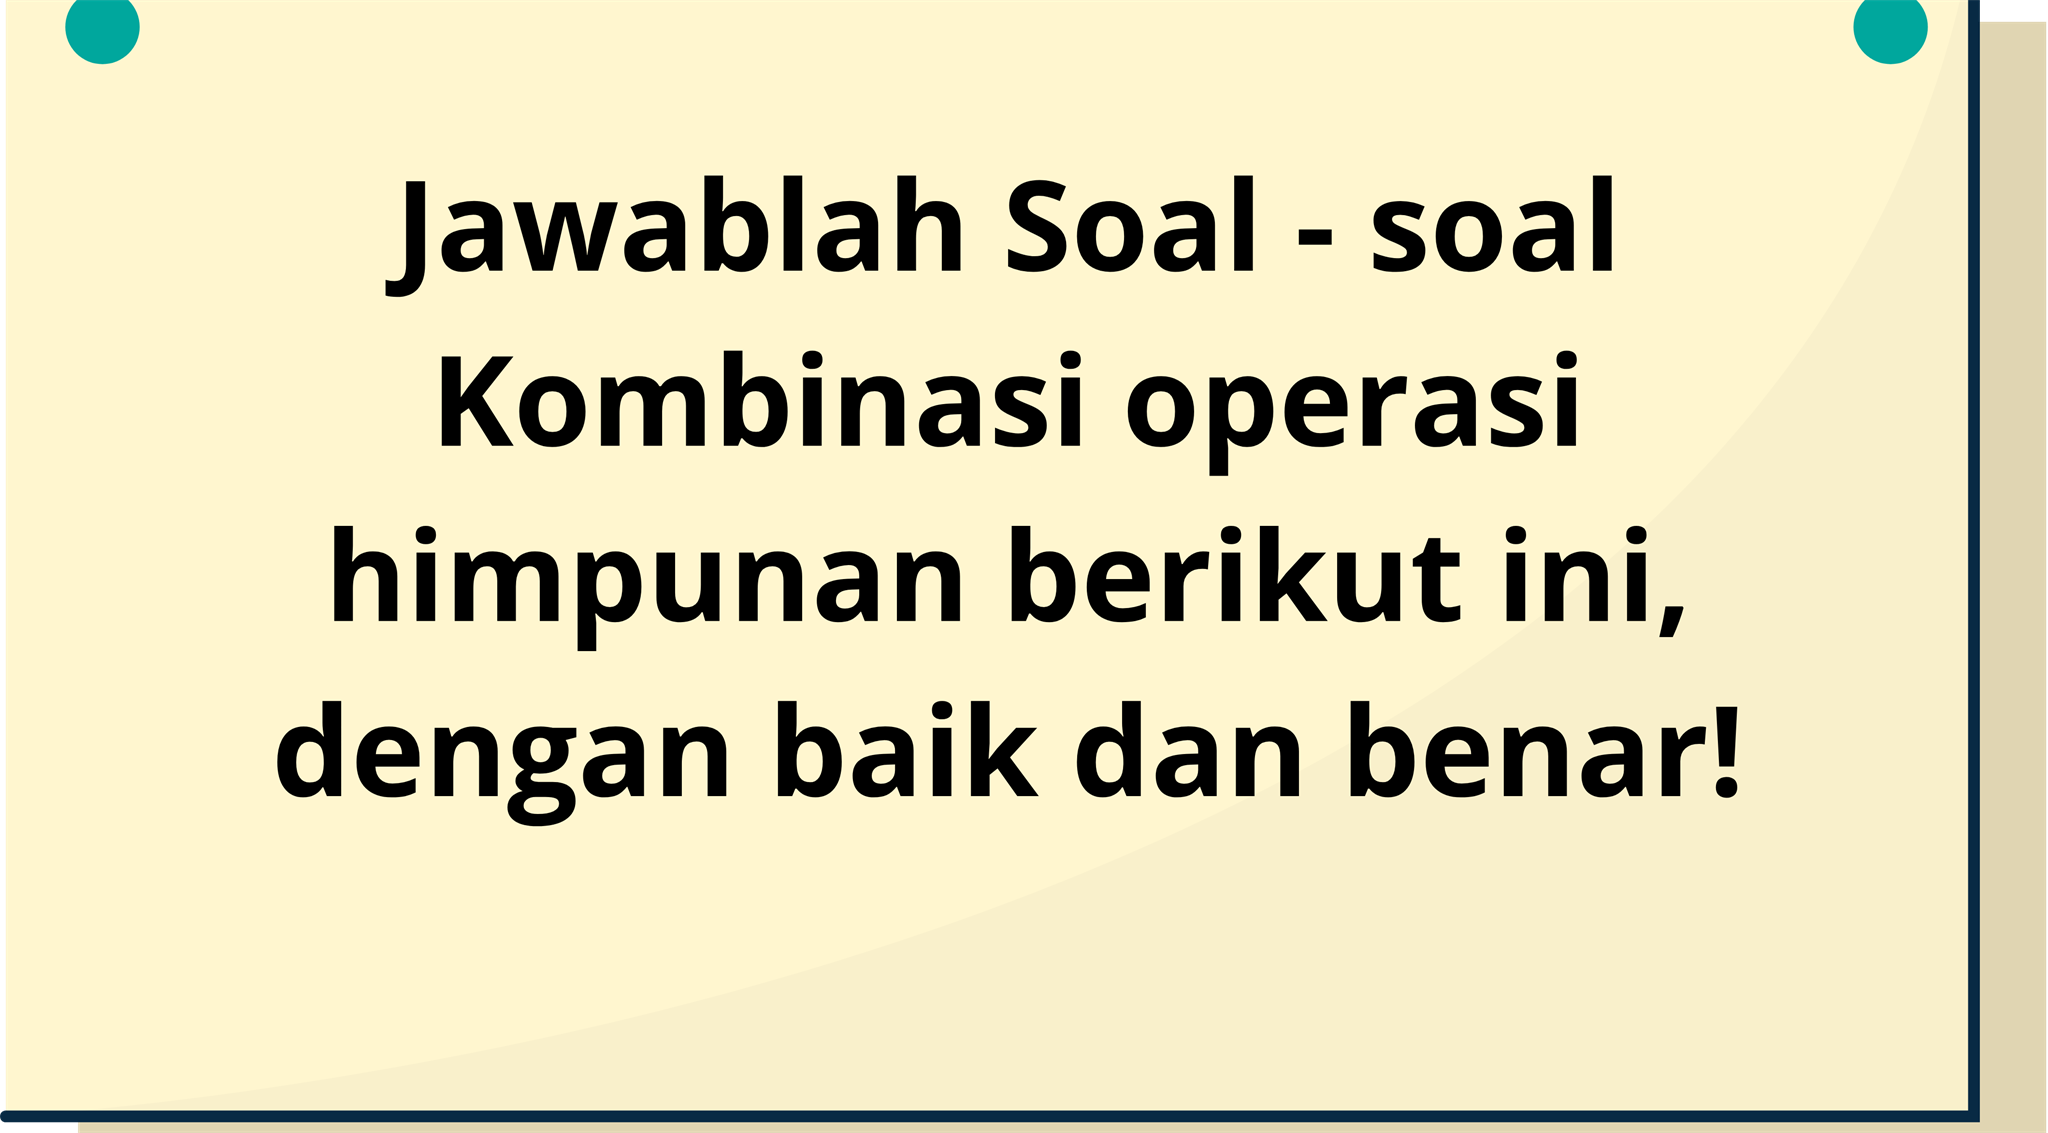 Jawablah Soal - soal
Kombinasi operasi
himpunan berikut ini,
dengan baik dan benar!